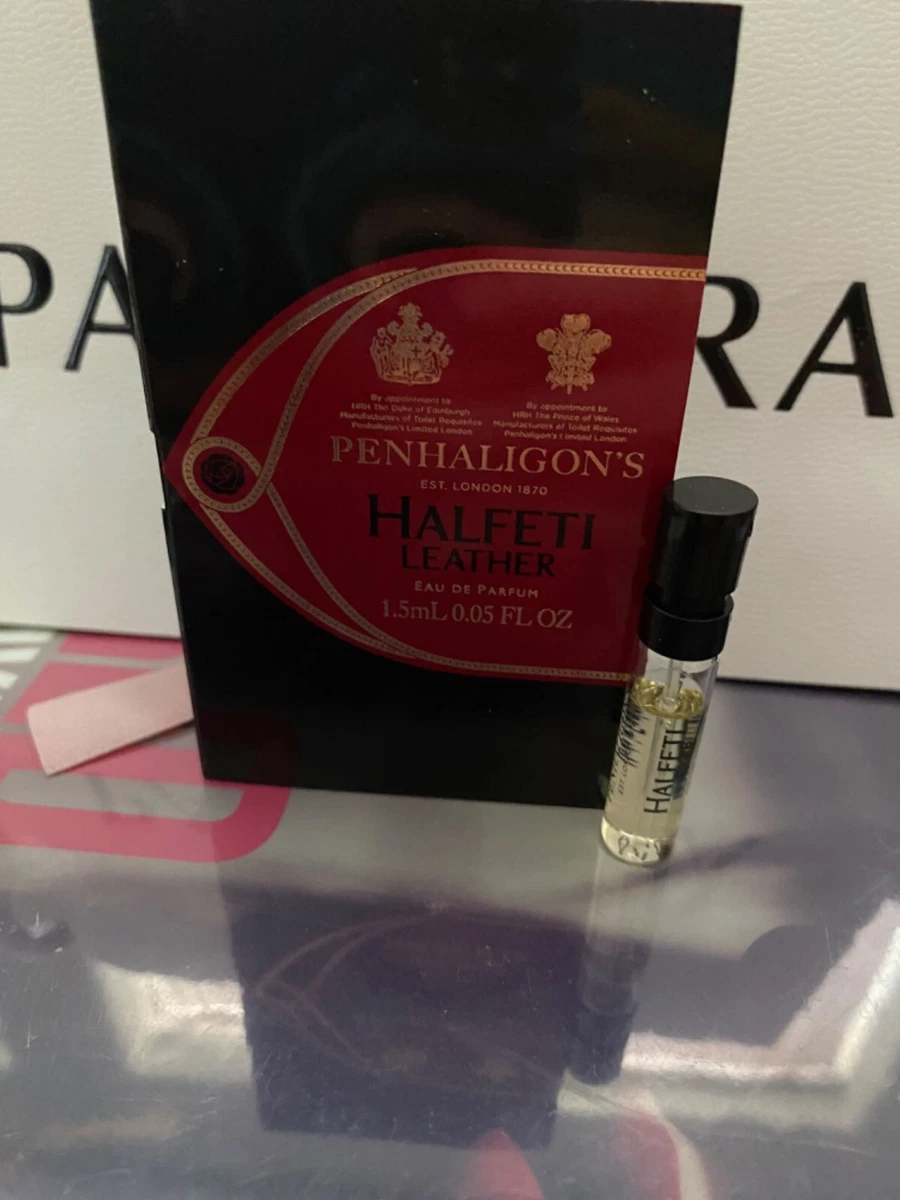 PA
RA
By appointment to
HRH The Duke of Edinburgh
Manufacturers of Toilet Requisites
Penhaligon's Limited London
By appointment to
HRH The Prince of Wales
Manufacturers of Toilet Requisites
Penhaligon's Limited London
PENHALIGON'S
EST. LONDON 1870
HALFETI
LEATHER
EAU DE PARFUM
1.5mL 0.05 FL OZ
HALFETI